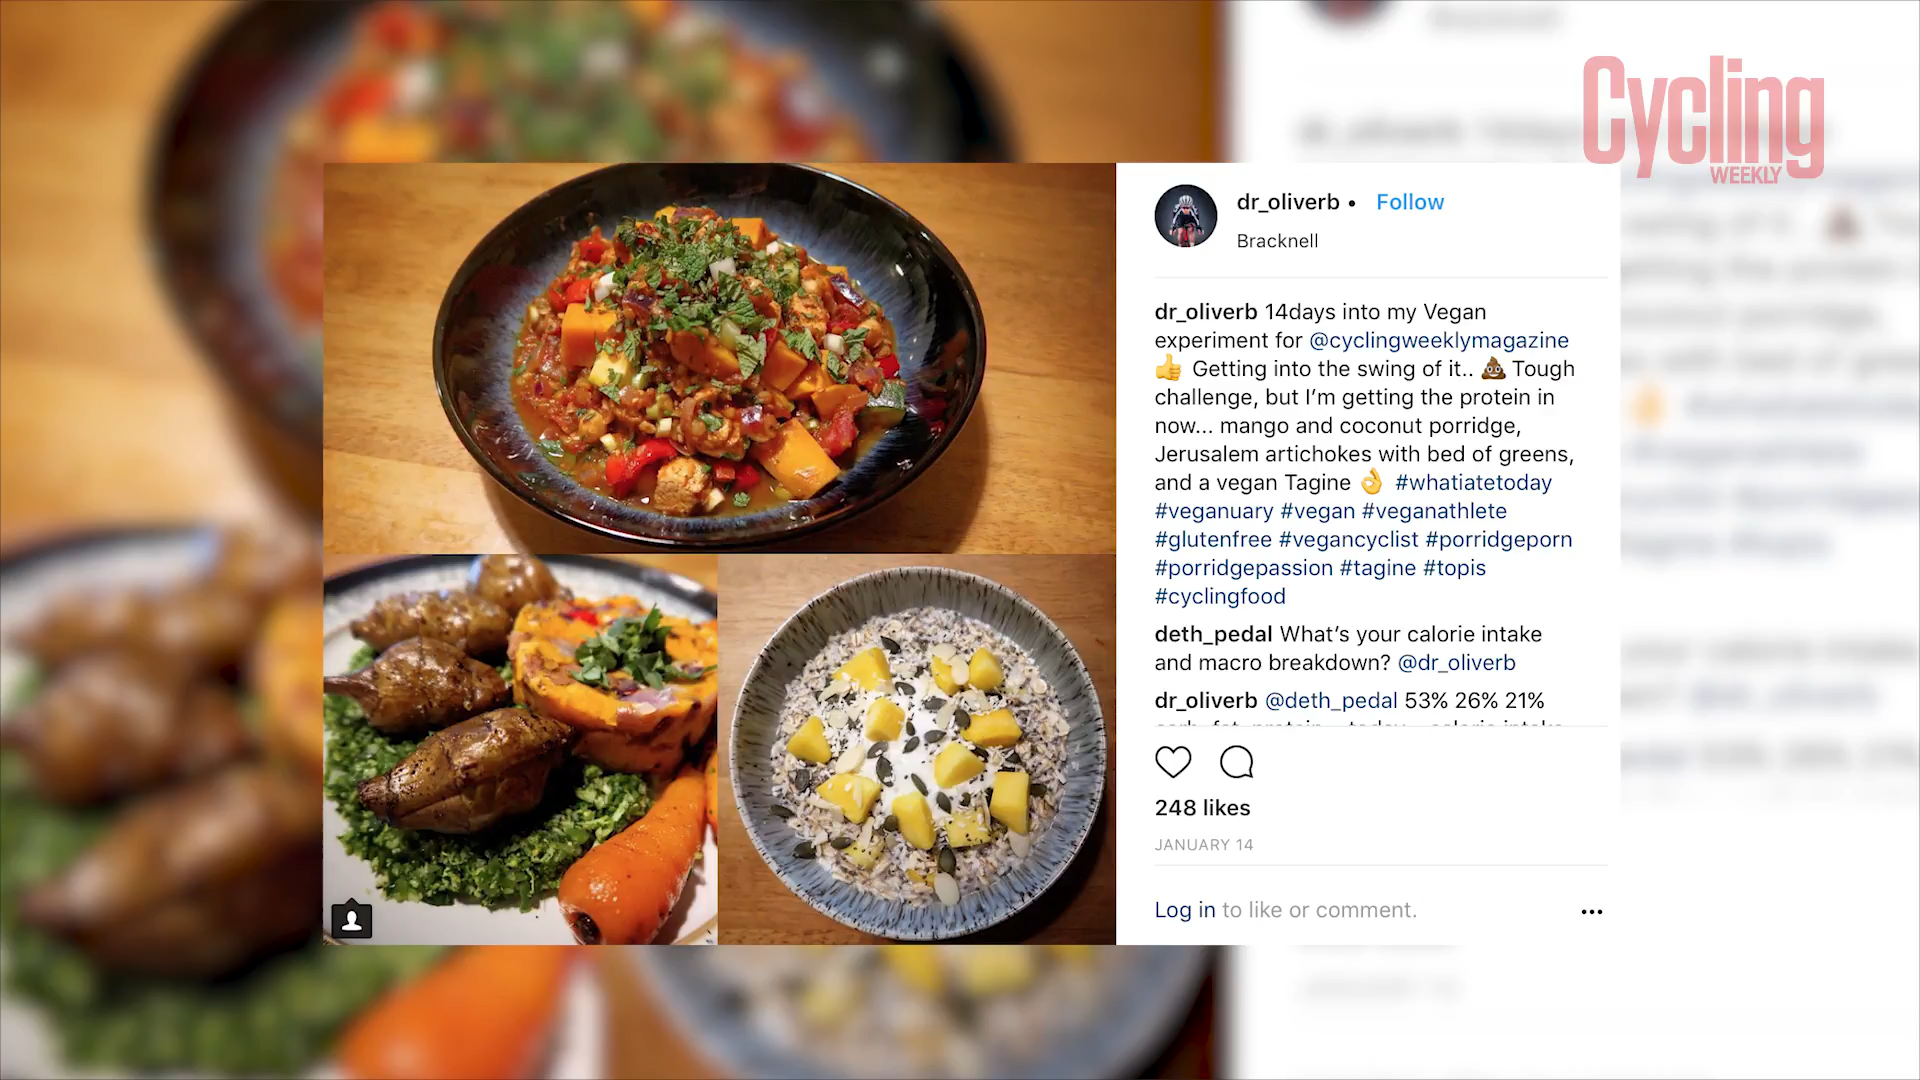 Cycling
WEEKLY
dr_oliverb • Follow
Bracknell
dr_oliverb 14days into my Vegan
experiment for @cyclingweeklymagazine
👍 Getting into the swing of it.. 💩 Tough
challenge, but I'm getting the protein in
now... mango and coconut porridge,
Jerusalem artichokes with bed of greens,
and a vegan Tagine 👌 #whatiatetoday
#veganuary #vegan #veganathlete
#glutenfree #vegancyclist #porridgeporn
#porridgepassion #tagine #topis
#cyclingfood
deth_pedal What's your calorie intake
and macro breakdown? @dr_oliverb
dr_oliverb @deth_pedal 53% 26% 21%
248 likes
JANUARY 14
Log in to like or comment.